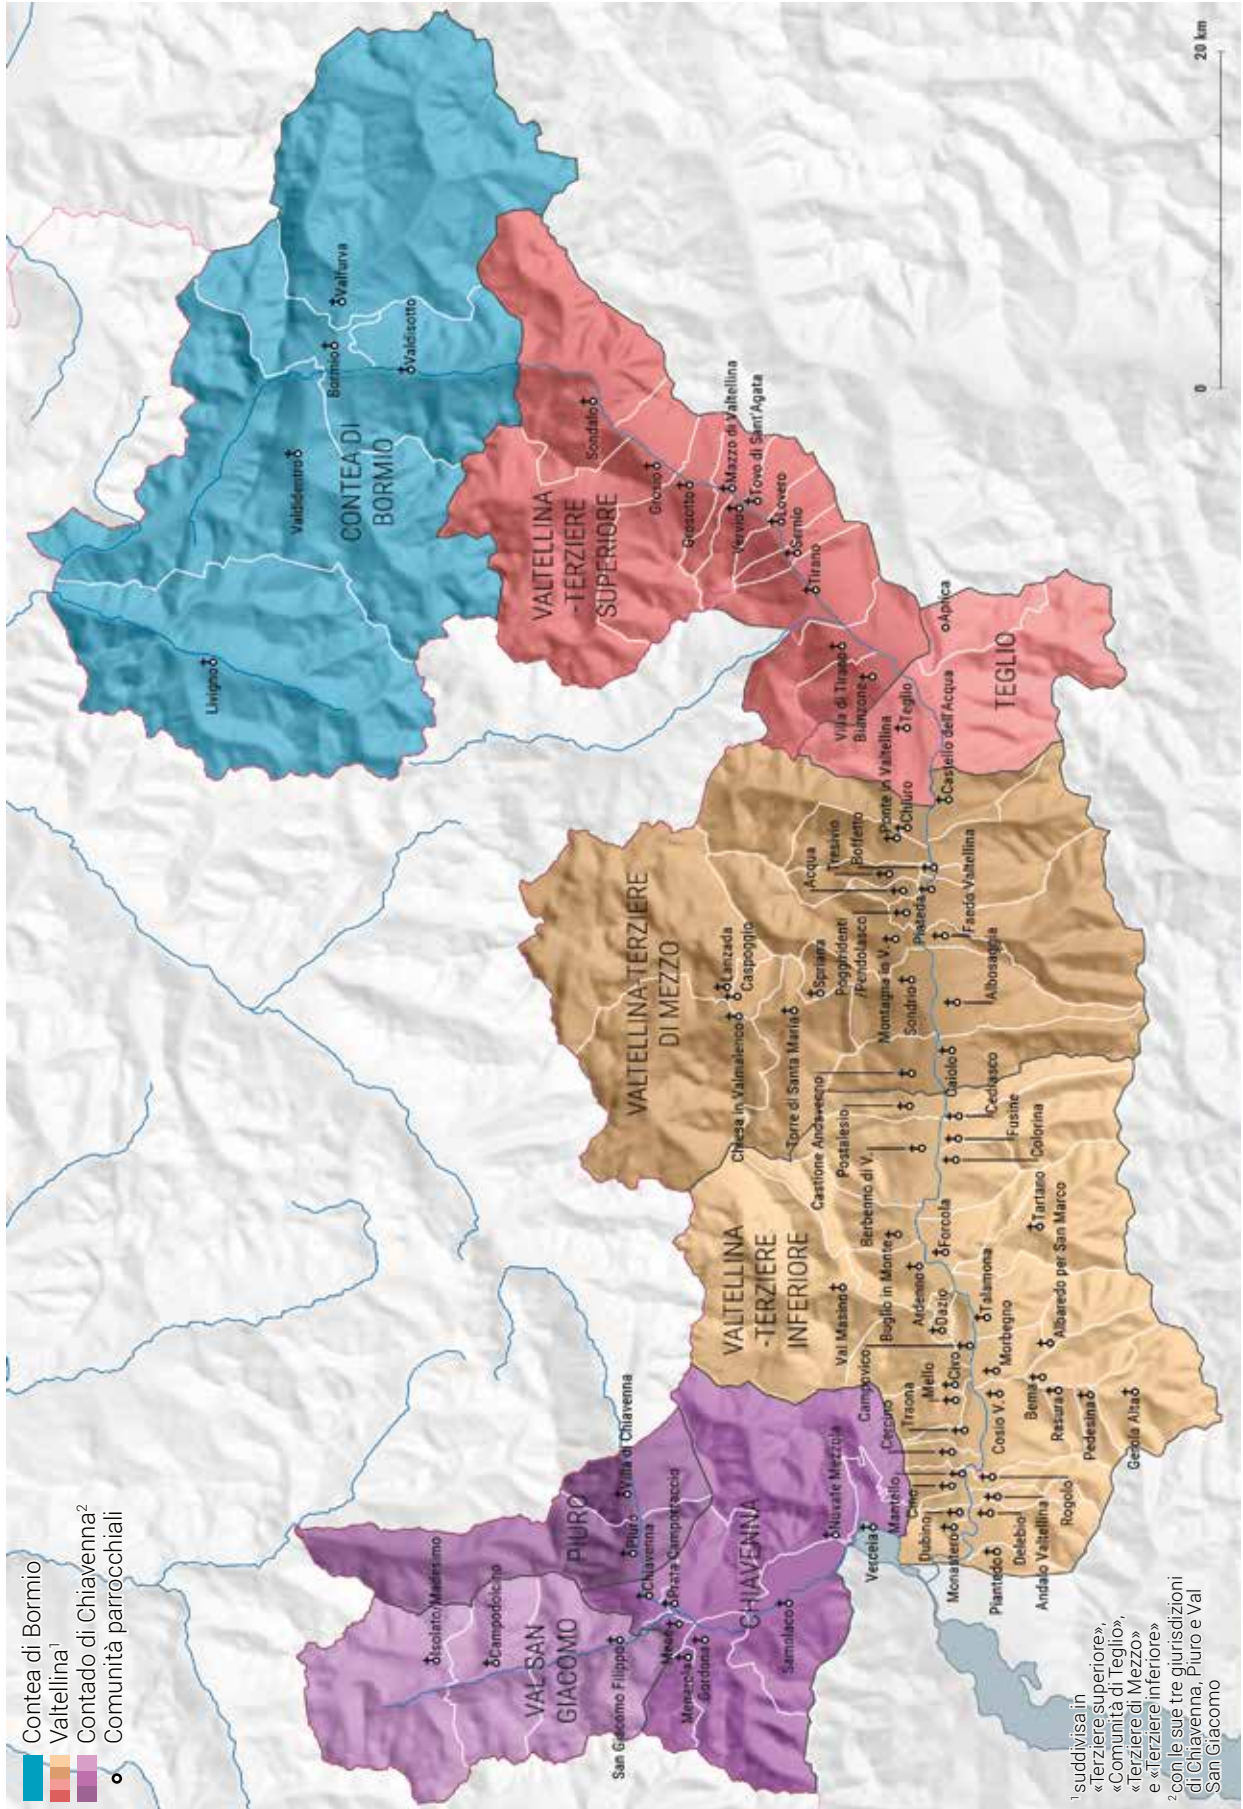 Contea di Bormio
Valtellina¹
Contado di Chiavenna²
Comunità parrocchiali
CONTEA DI
BORMIO
Livigno
Valdidentro
Bormio
Valfurva
Valdisotto
VALTELLINA
-TERZIERE
SUPERIORE
Sondalo
Grosio
Grosotto
Mazzo di Valtellina
Vervio
Tovo di Sant'Agata
Lovero
Sernio
Tirano
Villa di Tirano
Bianzone
TEGLIO
Teglio
Aprica
VALTELLINA-TERZIERE
DI MEZZO
Castello dell'Acqua
Ponte in Valtellina
Chiuro
Boffetto
Tresivio
Acqua
Piateda
Faedo Valtellina
Lanzada
Caspoggio
Chiesa in Valmalenco
Spriana
Torre di Santa Maria
Poggiridenti
/Pendolasco
Montagna in V.
Sondrio
Albosaggia
Castione Andevenno
Caiolo
VALTELLINA
-TERZIERE
INFERIORE
Postalesio
Cedrasco
Fusine
Colorina
Berbenno di V.
Buglio in Monte
Forcola
Ardenno
Val Masino
Dazio
Tartano
Talamona
Albaredo per San Marco
Campovico
Civo
Mello
Morbegno
Traona
Cercino
Cosio V.
Bema
Rasura
Pedesina
Gerola Alta
Mantello
Cino
Dubino
Monastero
Rogolo
Andalo Valtellina
Delebio
Piantedo
PIURO
Villa di Chiavenna
Piuro
CHIAVENNA
Chiavenna
Prata Camportaccio
Mese
Menarola
Gordona
Samolaco
Novate Mezzola
Verceia
VAL SAN
GIACOMO
Isolato/Madesimo
Campodolcino
San Giacomo Filippo
0
20 km
¹ suddivisa in
«Terziere superiore»,
«Comunità di Teglio»,
«Terziere di Mezzo»
e «Terziere inferiore»
² con le sue tre giurisdizioni
di Chiavenna, Piuro e Val
San Giacomo